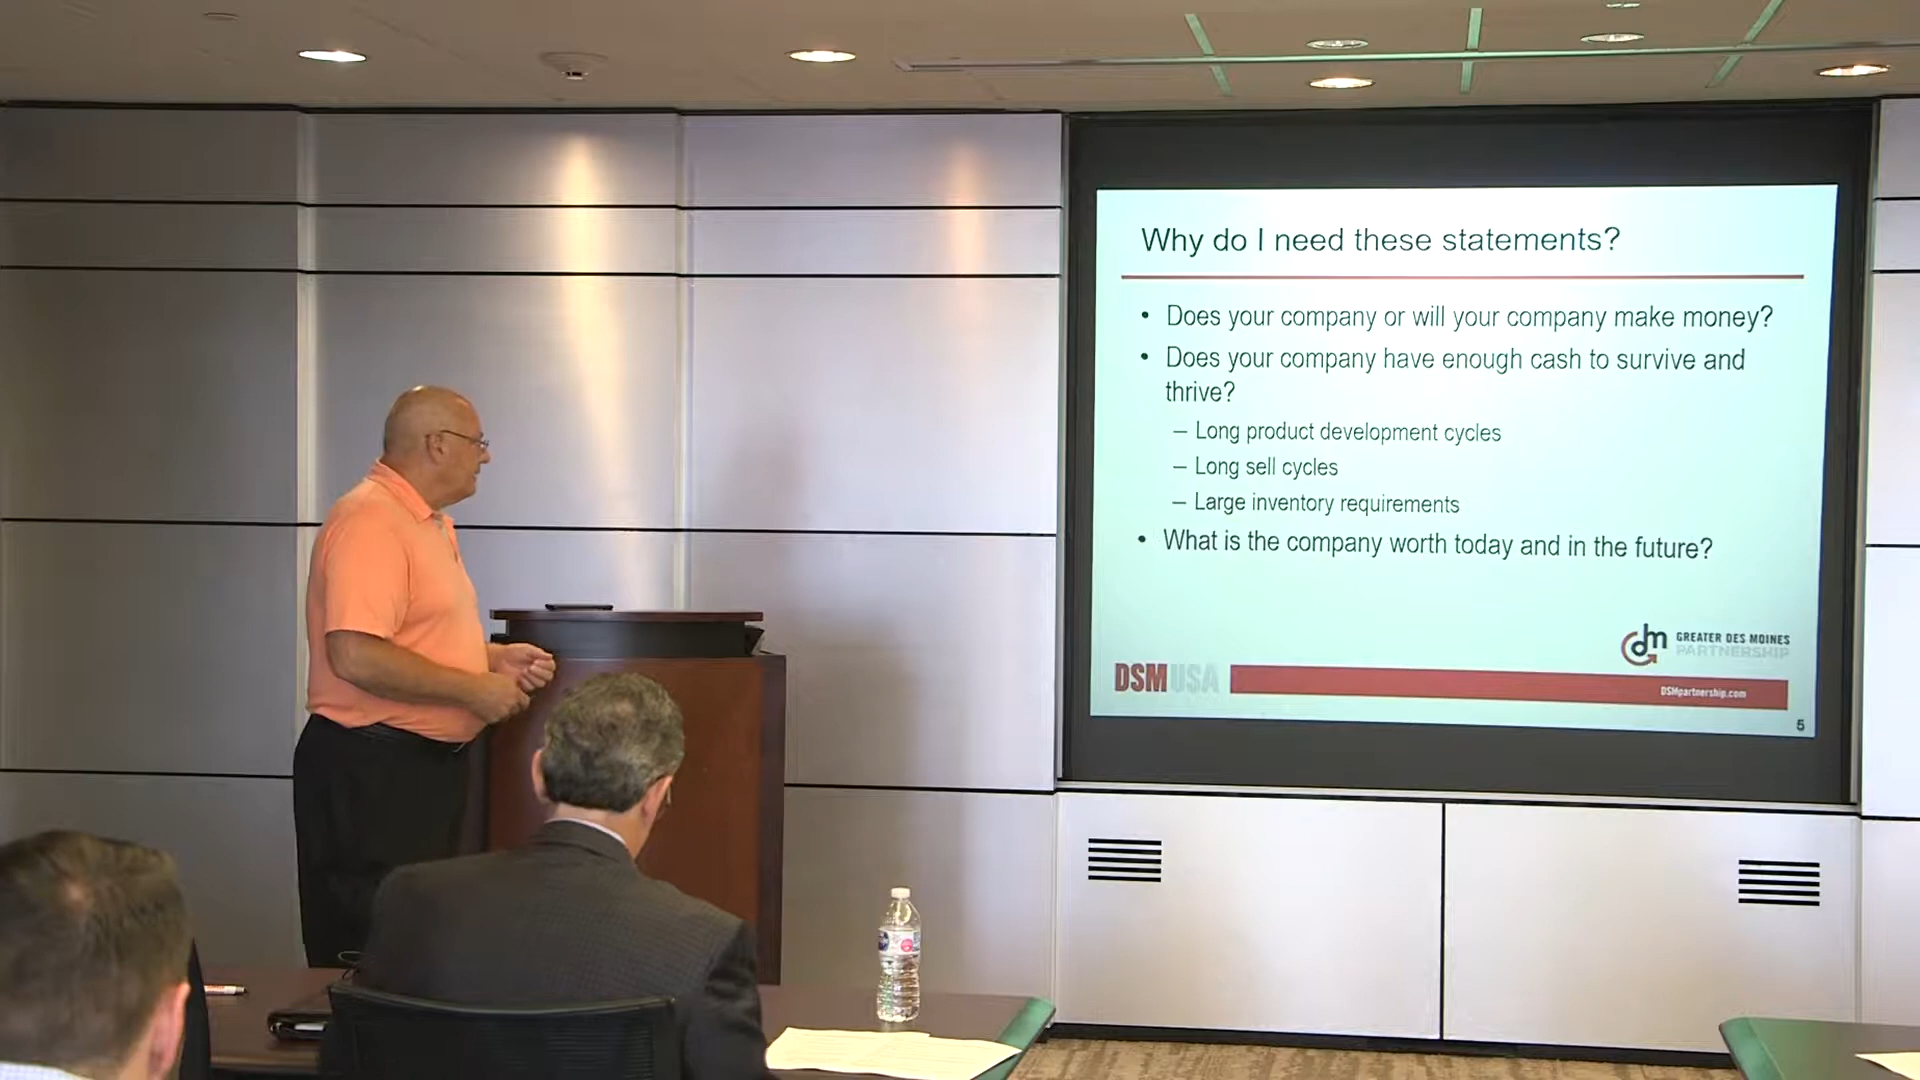 Why do I need these statements?
• Does your company or will your company make money?
• Does your company have enough cash to survive and
thrive?
– Long product development cycles
– Long sell cycles
– Large inventory requirements
• What is the company worth today and in the future?
dm
GREATER DES MOINES
PARTNERSHIP
DSM USA
DSMpartnership.com
5